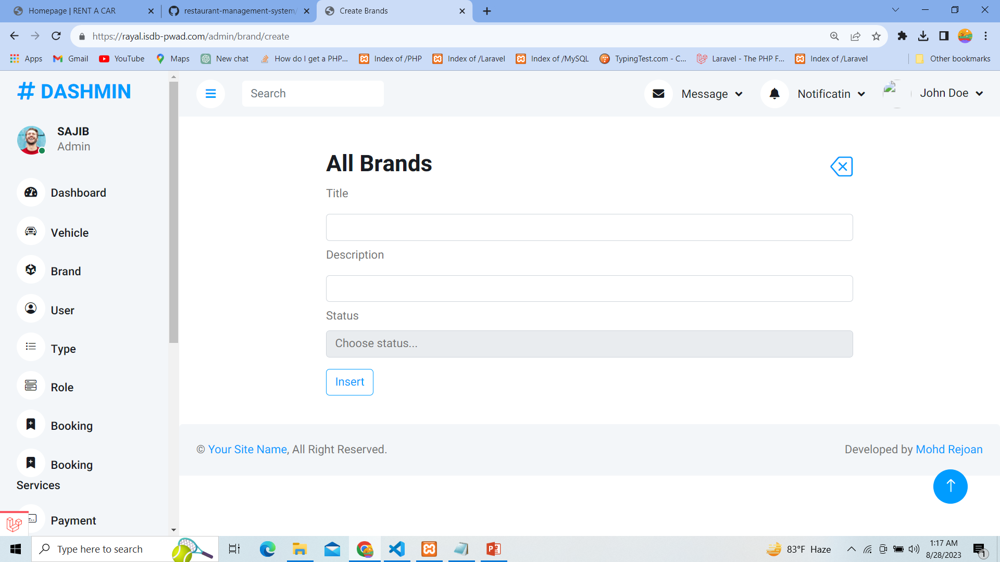 Homepage | RENT A CAR
restaurant-management-system/
Create Brands
https://rayal.isdb-pwad.com/admin/brand/create
Apps
Gmail
YouTube
Maps
New chat
How do I get a PHP...
Index of /PHP
Index of /Laravel
Index of /MySQL
TypingTest.com - C...
Laravel - The PHP F...
Index of /Laravel
Other bookmarks
# DASHMIN
Search
Message
Notificatin
John Doe
SAJIB
Admin
Dashboard
Vehicle
Brand
User
Type
Role
Booking
Booking
Services
Payment
All Brands
Title
Description
Status
Choose status...
Insert
© Your Site Name, All Right Reserved.
Developed by Mohd Rejoan
Type here to search
83°F Haze
1:17 AM
8/28/2023
1